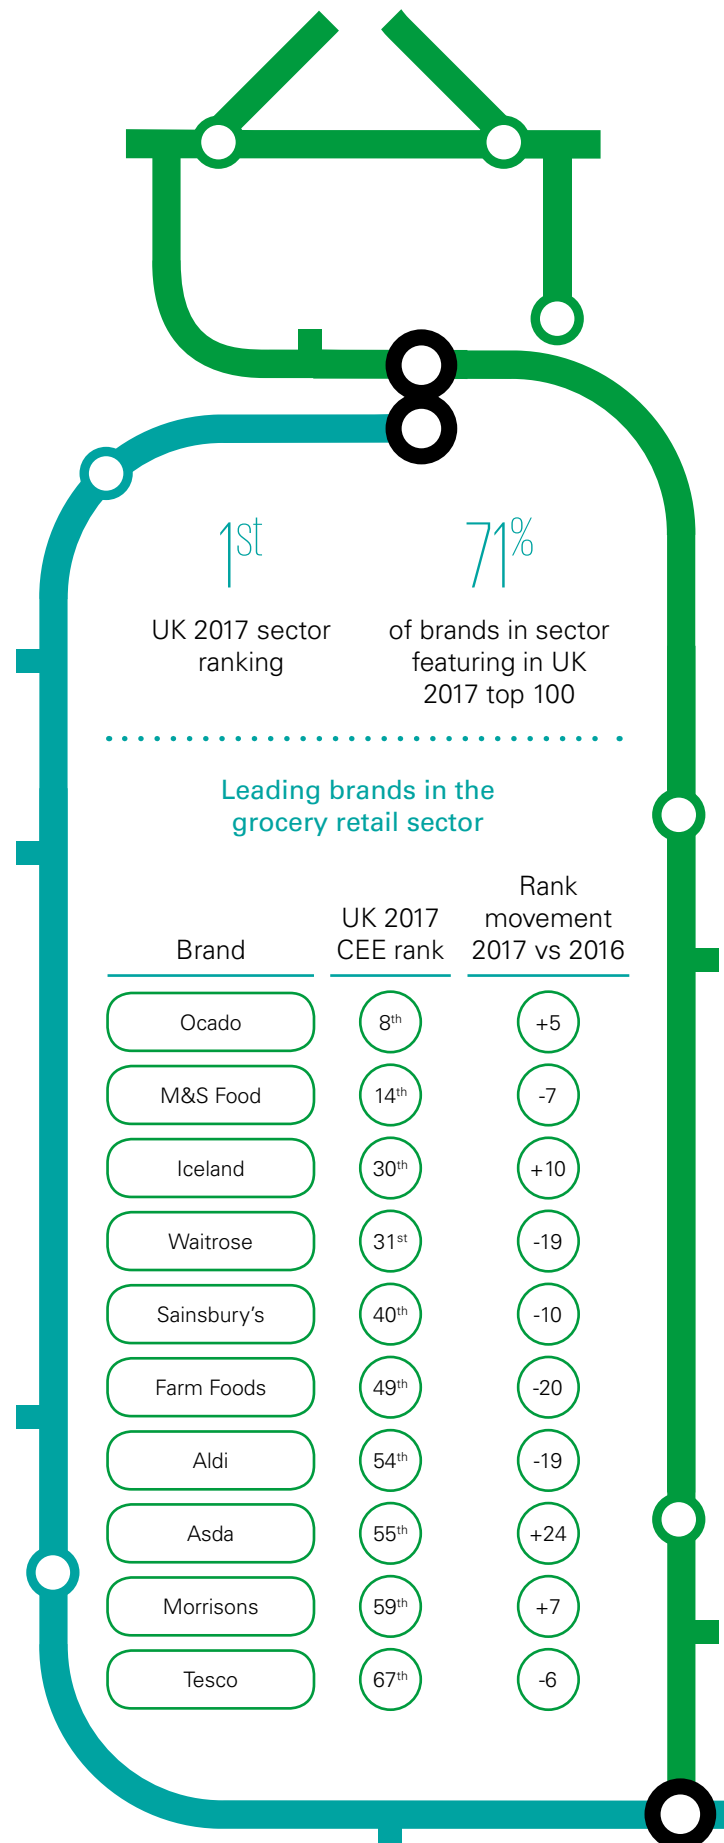 1st
UK 2017 sector
ranking
71%
of brands in sector
featuring in UK
2017 top 100
Leading brands in the
grocery retail sector
Brand
UK 2017
CEE rank
Rank
movement
2017 vs 2016
Ocado 8th +5
M&S Food 14th -7
Iceland 30th +10
Waitrose 31st -19
Sainsbury's 40th -10
Farm Foods 49th -20
Aldi 54th -19
Asda 55th +24
Morrisons 59th +7
Tesco 67th -6